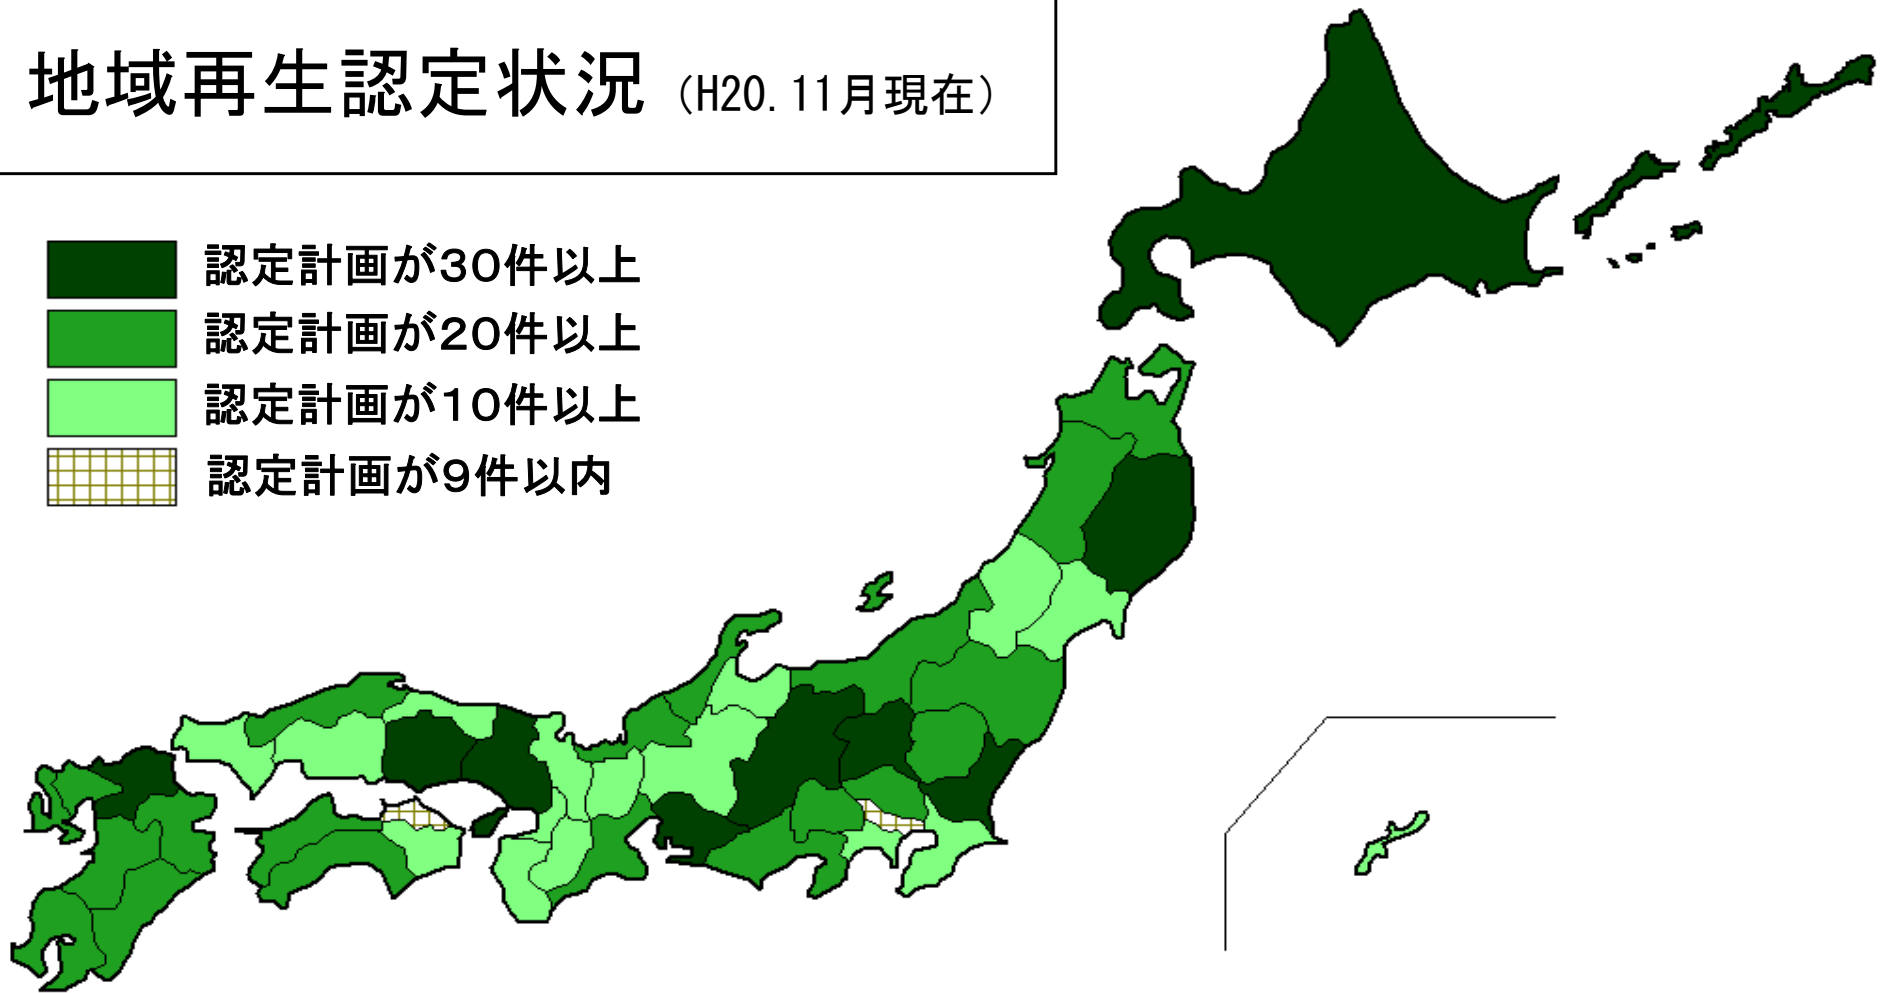 地域再生認定状況（H20.11月現在）
認定計画が３０件以上
認定計画が２０件以上
認定計画が１０件以上
認定計画が９件以内